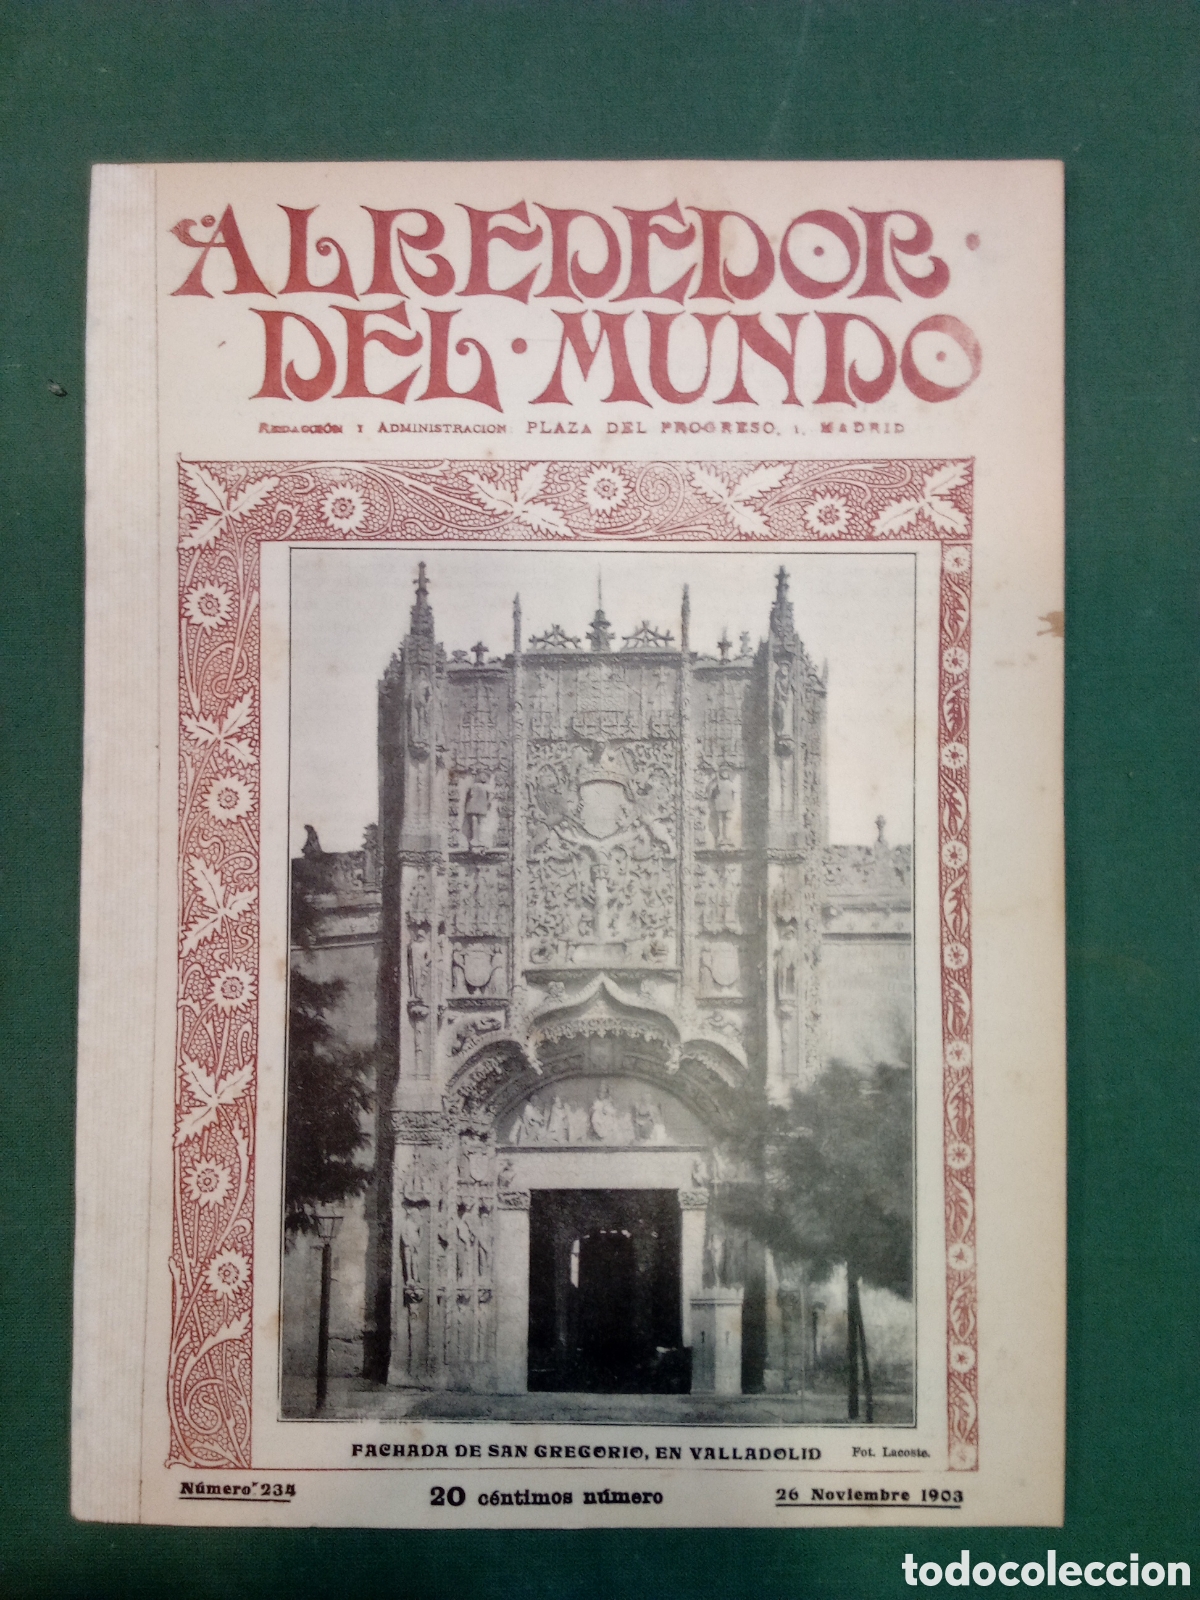 ALREDEDOR
DEL · MUNDO
REDACCIÓN Y ADMINISTRACION: PLAZA DEL PROGRESO, 1, MADRID
FACHADA DE SAN GREGORIO, EN VALLADOLID Fot. Lacoste.
Número 234 20 céntimos número 26 Noviembre 1903
todocoleccion